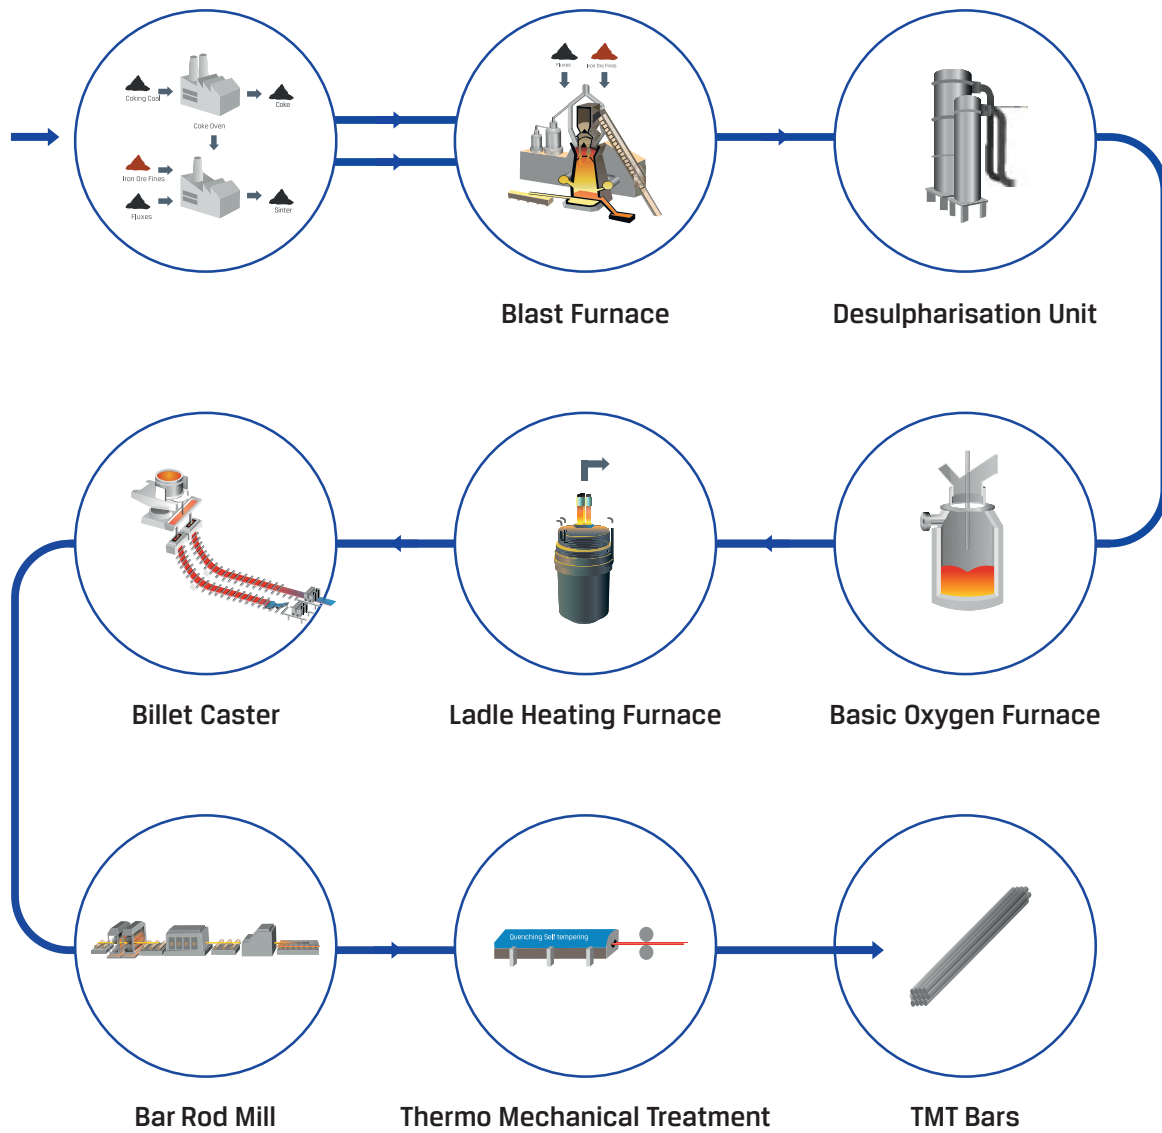 Coking Coal
Coke
Coke Oven
Iron Ore Fines
Fluxes
Sinter
Fluxes
Iron Ore Fines
Blast Furnace
Desulpharisation Unit
Billet Caster
Ladle Heating Furnace
Basic Oxygen Furnace
Quenching Self tempering
Bar Rod Mill
Thermo Mechanical Treatment
TMT Bars